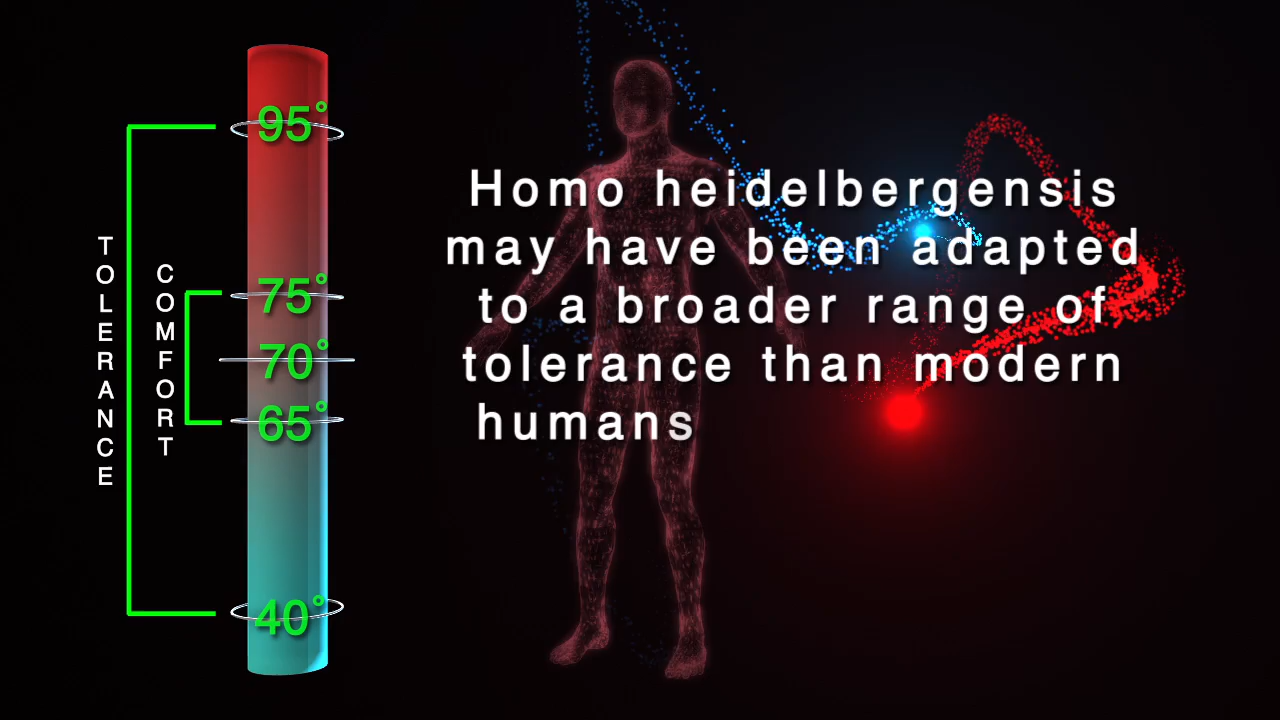 95°
75°
70°
65°
40°
TOLERANCE
COMFORT
Homo heidelbergensis
may have been adapted
to a broader range of
tolerance than modern
humans